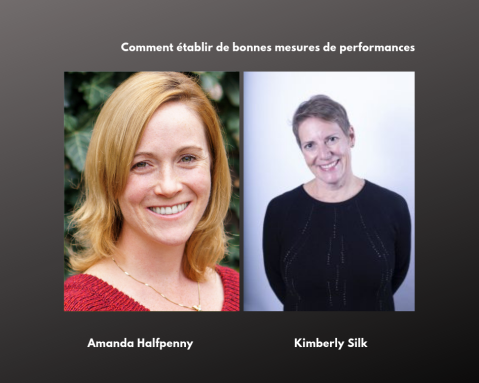 Comment établir de bonnes mesures de performances
Amanda Halfpenny
Kimberly Silk